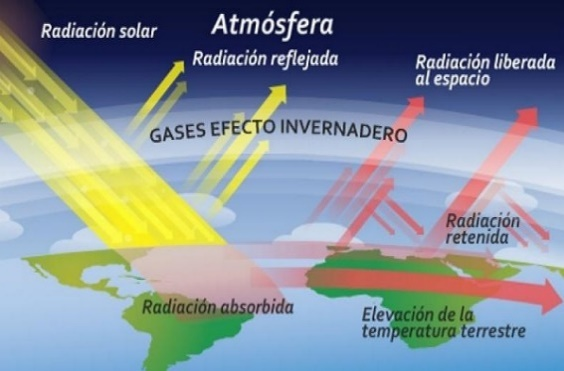 Atmósfera
Radiación solar
Radiación reflejada
Radiación liberada
al espacio
GASES EFECTO INVERNADERO
Radiación
retenida
Radiación absorbida
Elevación de la
temperatura terrestre